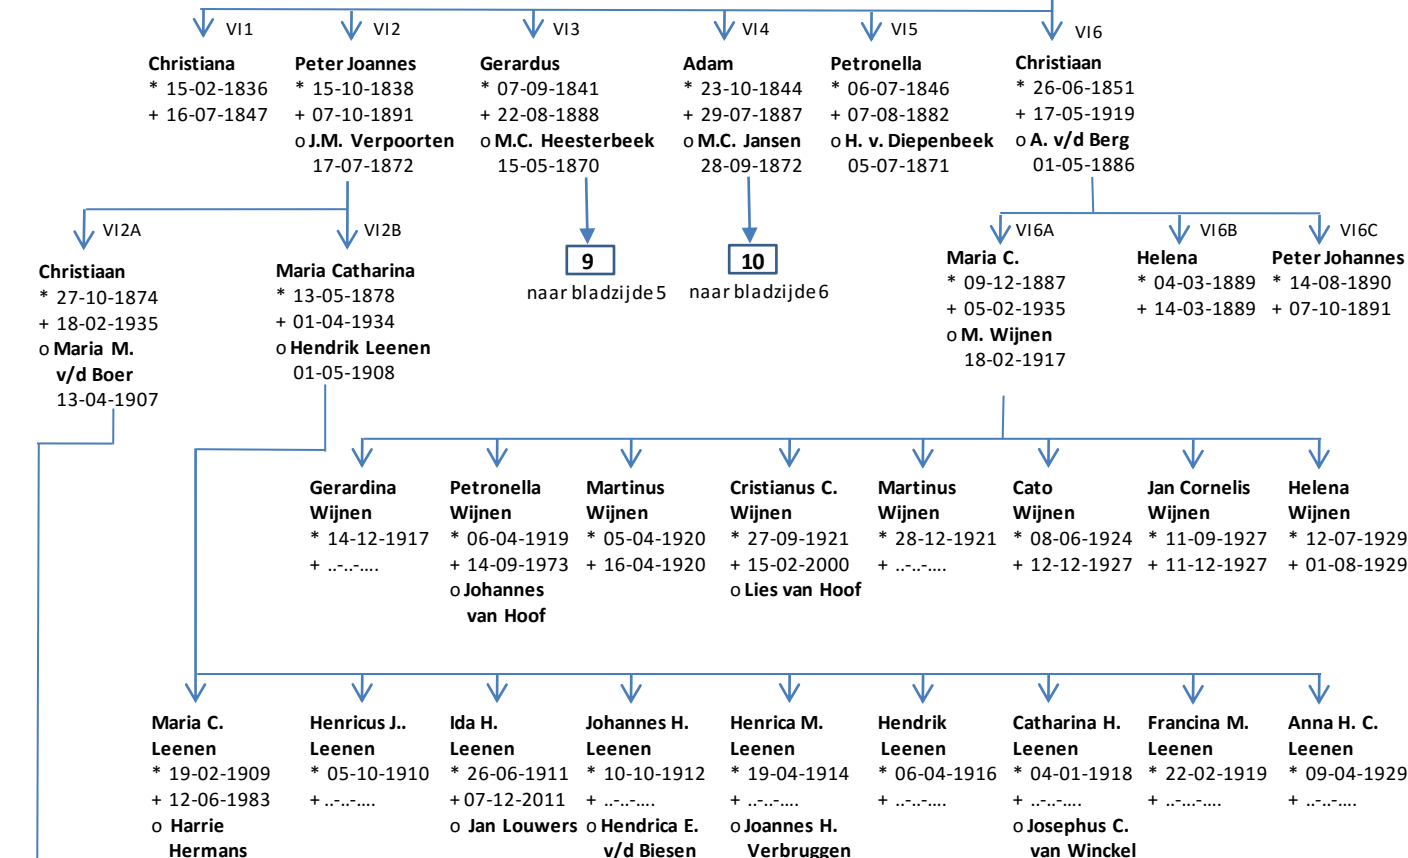 VI1
VI2
VI3
VI4
VI5
VI6
Christiana
* 15-02-1836
+ 16-07-1847
Peter Joannes
* 15-10-1838
+ 07-10-1891
o J.M. Verpoorten
17-07-1872
Gerardus
* 07-09-1841
+ 22-08-1888
o M.C. Heesterbeek
15-05-1870
Adam
* 23-10-1844
+ 29-07-1887
o M.C. Jansen
28-09-1872
Petronella
* 06-07-1846
+ 07-08-1882
o H. v. Diepenbeek
05-07-1871
Christiaan
* 26-06-1851
+ 17-05-1919
o A. v/d Berg
01-05-1886
VI2A
Christiaan
* 27-10-1874
+ 18-02-1935
o Maria M.
v/d Boer
13-04-1907
VI2B
Maria Catharina
* 13-05-1878
+ 01-04-1934
o Hendrik Leenen
01-05-1908
9
naar bladzijde 5
10
naar bladzijde 6
VI6A
Maria C.
* 09-12-1887
+ 05-02-1935
o M. Wijnen
18-02-1917
VI6B
Helena
* 04-03-1889
+ 14-03-1889
VI6C
Peter Johannes
* 14-08-1890
+ 07-10-1891
Gerardina
Wijnen
* 14-12-1917
+ ..-..-....
Petronella
Wijnen
* 06-04-1919
+ 14-09-1973
o Johannes
van Hoof
Martinus
Wijnen
* 05-04-1920
+ 16-04-1920
Cristianus C.
Wijnen
* 27-09-1921
+ 15-02-2000
o Lies van Hoof
Martinus
Wijnen
* 28-12-1921
+ ..-..-....
Cato
Wijnen
* 08-06-1924
+ 12-12-1927
Jan Cornelis
Wijnen
* 11-09-1927
+ 11-12-1927
Helena
Wijnen
* 12-07-1929
+ 01-08-1929
Maria C.
Leenen
* 19-02-1909
+ 12-06-1983
o Harrie
Hermans
Henricus J..
Leenen
* 05-10-1910
+ ..-..-....
Ida H.
Leenen
* 26-06-1911
+ 07-12-2011
o Jan Louwers
Johannes H.
Leenen
* 10-10-1912
+ ..-..-....
o Hendrica E.
v/d Biesen
Henrica M.
Leenen
* 19-04-1914
+ ..-..-....
o Joannes H.
Verbruggen
Hendrik
Leenen
* 06-04-1916
+ ..-..-....
Catharina H.
Leenen
* 04-01-1918
+ ..-..-....
o Josephus C.
van Winckel
Francina M.
Leenen
* 22-02-1919
+ ..-...-....
Anna H. C.
Leenen
* 09-04-1929
+ ..-..-....